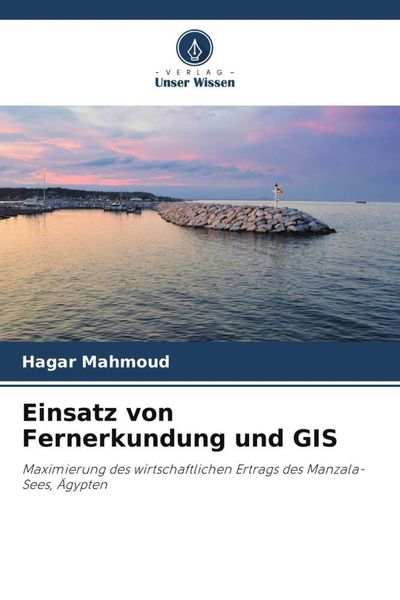 - VERLAG -
Unser Wissen
Hagar Mahmoud
Einsatz von
Fernerkundung und GIS
Maximierung des wirtschaftlichen Ertrags des Manzala-
Sees, Ägypten